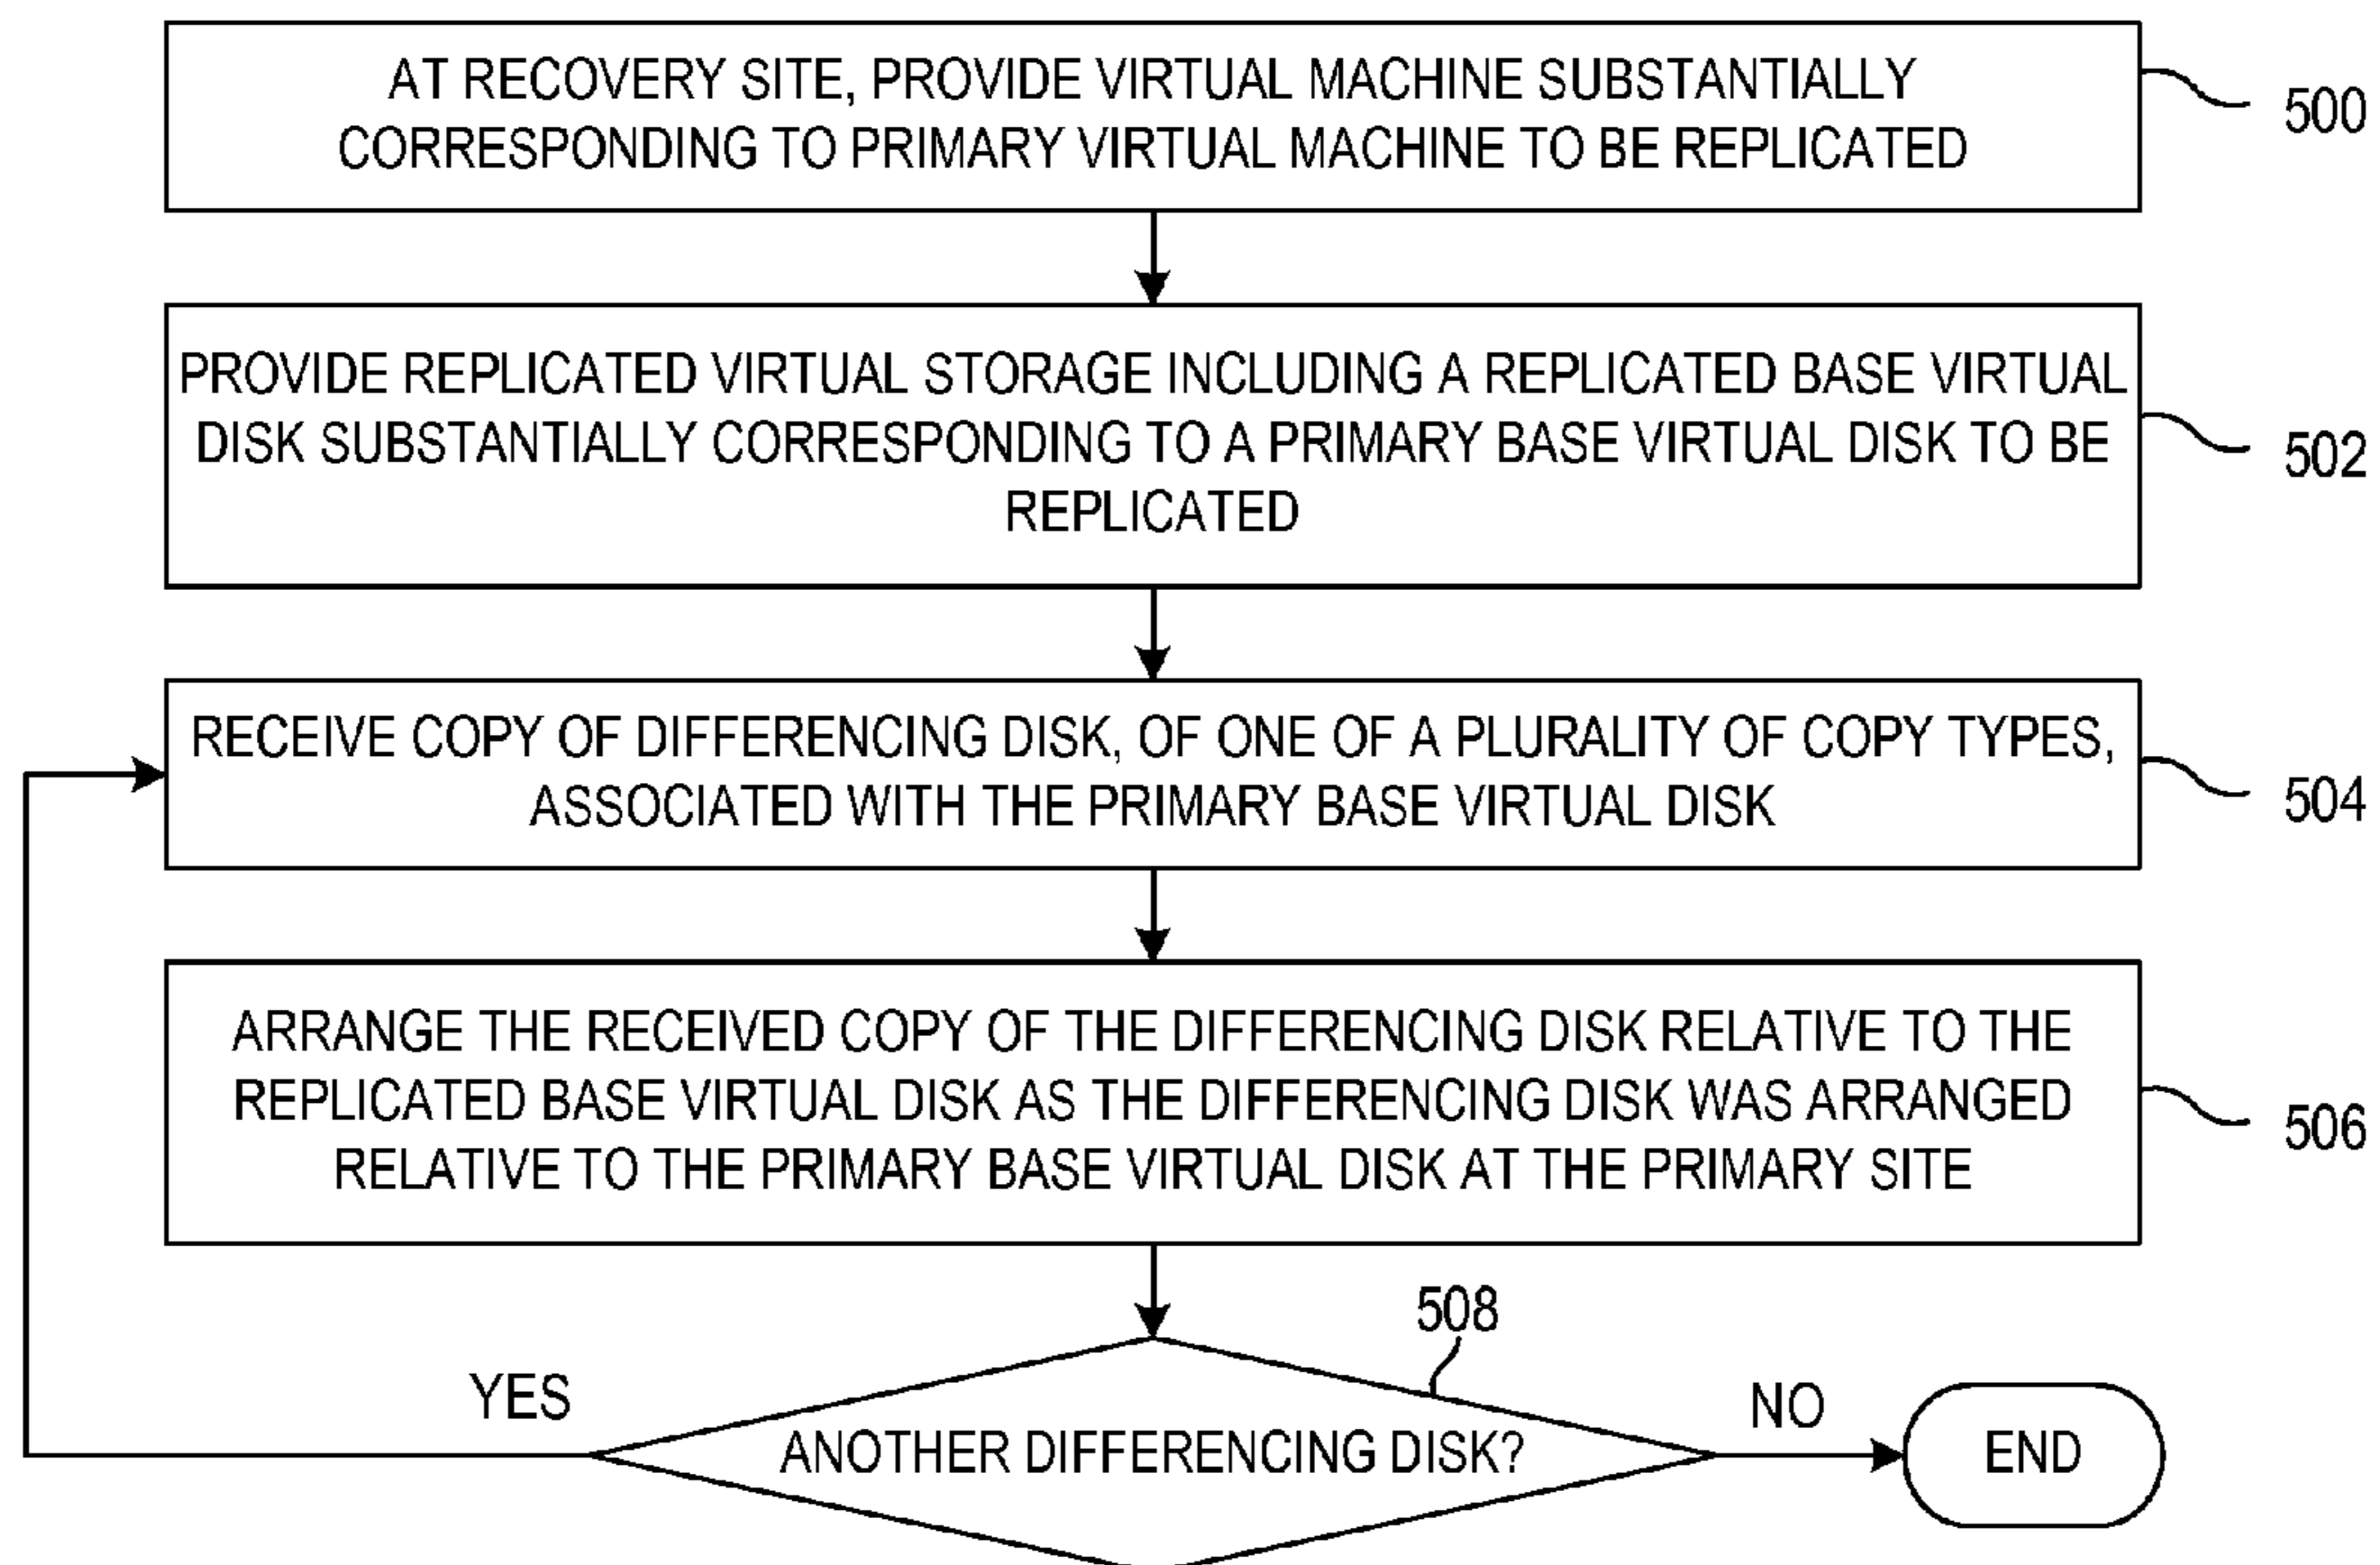 AT RECOVERY SITE, PROVIDE VIRTUAL MACHINE SUBSTANTIALLY
CORRESPONDING TO PRIMARY VIRTUAL MACHINE TO BE REPLICATED
500
PROVIDE REPLICATED VIRTUAL STORAGE INCLUDING A REPLICATED BASE VIRTUAL
DISK SUBSTANTIALLY CORRESPONDING TO A PRIMARY BASE VIRTUAL DISK TO BE
REPLICATED
502
RECEIVE COPY OF DIFFERENCING DISK, OF ONE OF A PLURALITY OF COPY TYPES,
ASSOCIATED WITH THE PRIMARY BASE VIRTUAL DISK
504
ARRANGE THE RECEIVED COPY OF THE DIFFERENCING DISK RELATIVE TO THE
REPLICATED BASE VIRTUAL DISK AS THE DIFFERENCING DISK WAS ARRANGED
RELATIVE TO THE PRIMARY BASE VIRTUAL DISK AT THE PRIMARY SITE
506
508
YES
ANOTHER DIFFERENCING DISK?
NO
END